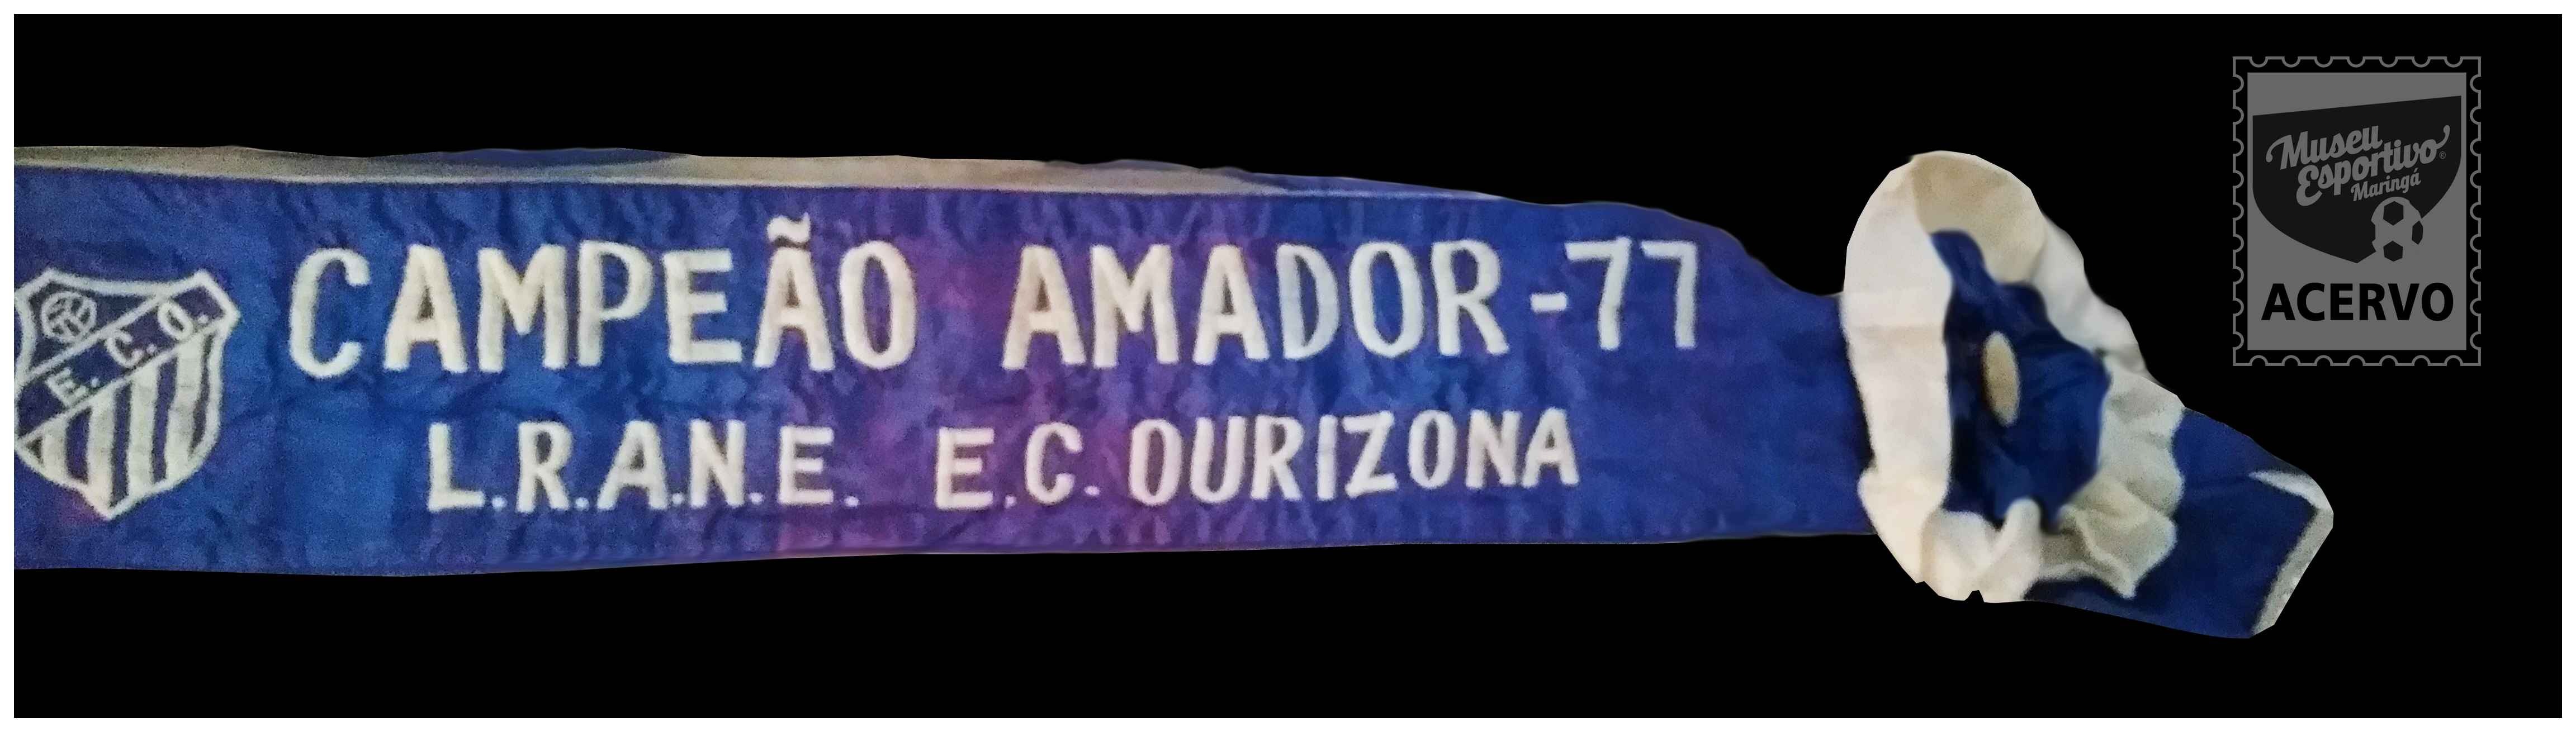 E.C.O.
CAMPEÃO AMADOR-77
L.R.A.N.E. E.C. OURIZONA
Museu
Esportivo®
Maringá
ACERVO